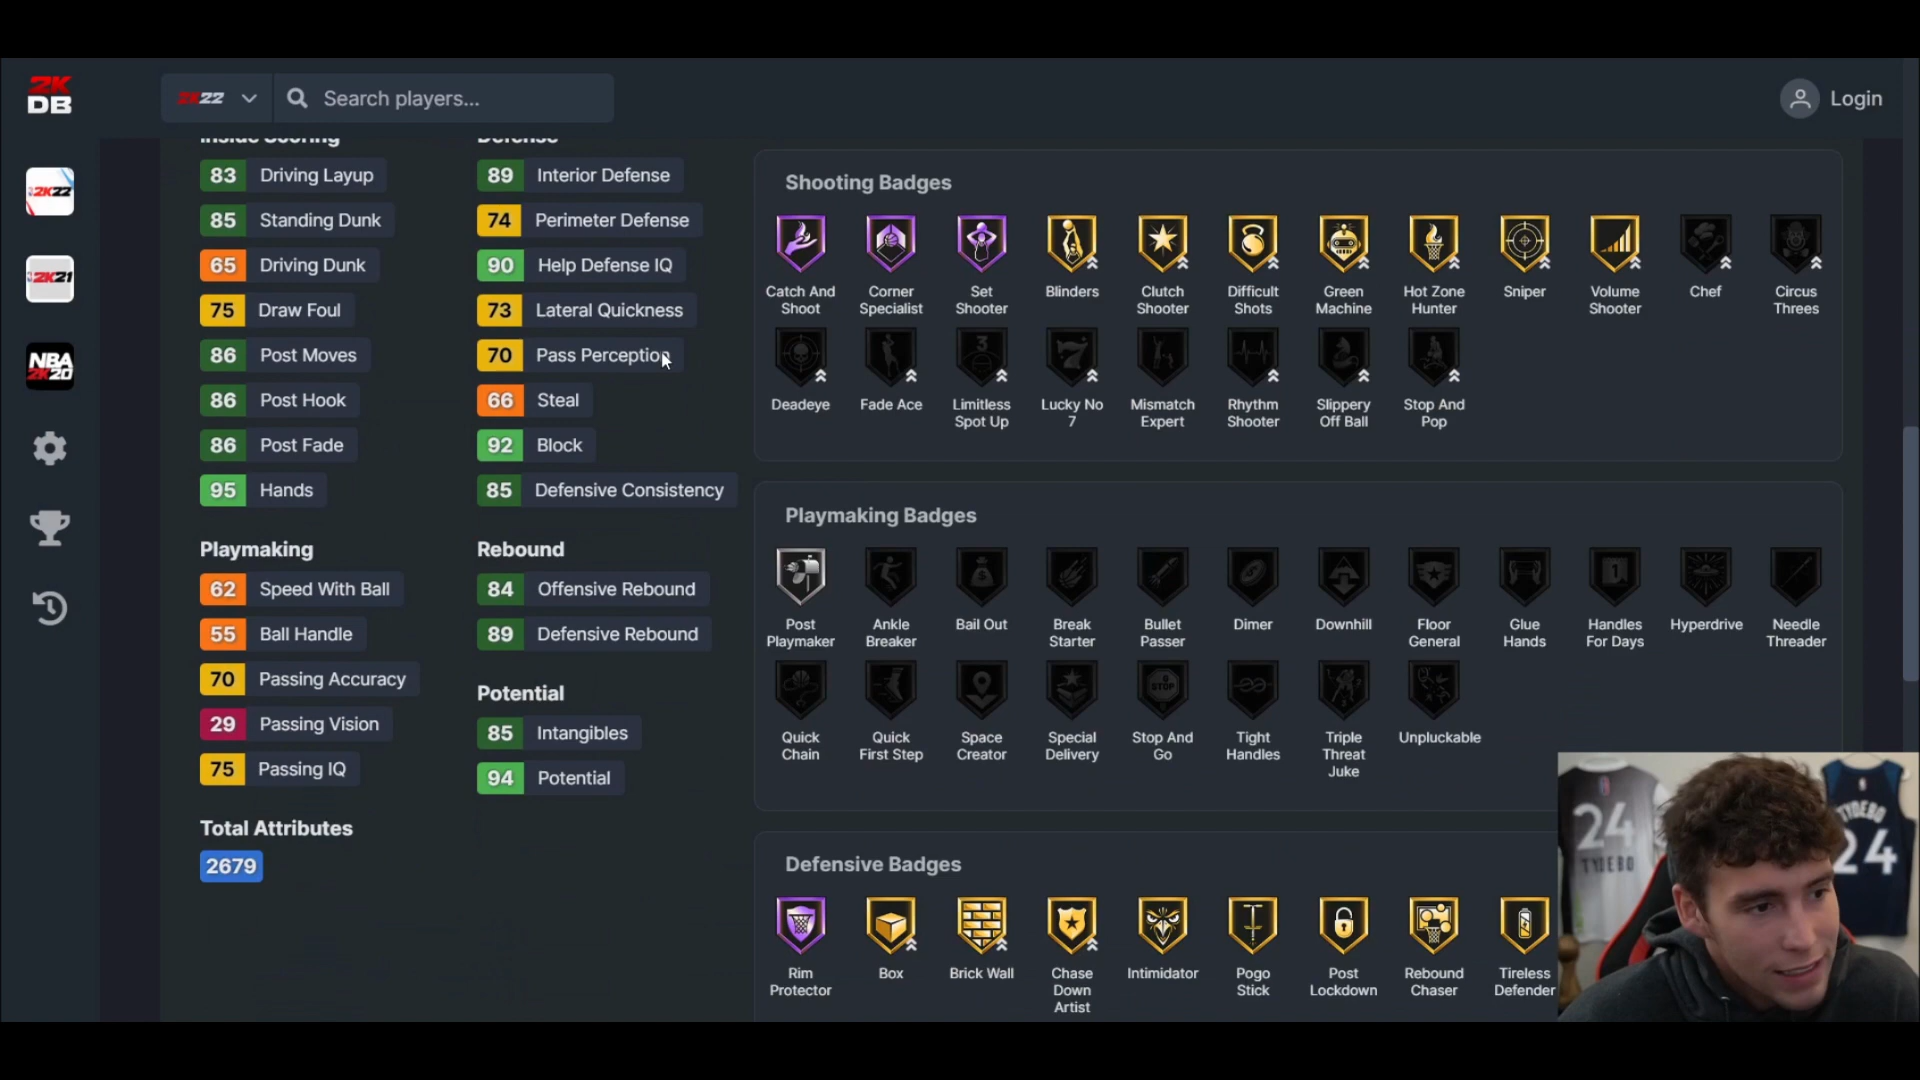 2K
DB
2K22
Search players...
Login
2K22
2K21
NBA
2K20
Inside Scoring
83 Driving Layup
85 Standing Dunk
65 Driving Dunk
75 Draw Foul
86 Post Moves
86 Post Hook
86 Post Fade
95 Hands
Playmaking
62 Speed With Ball
55 Ball Handle
70 Passing Accuracy
29 Passing Vision
75 Passing IQ
Total Attributes
2679
Defense
89 Interior Defense
74 Perimeter Defense
90 Help Defense IQ
73 Lateral Quickness
70 Pass Perception
66 Steal
92 Block
85 Defensive Consistency
Rebound
84 Offensive Rebound
89 Defensive Rebound
Potential
85 Intangibles
94 Potential
Shooting Badges
Catch And Shoot
Corner Specialist
Set Shooter
Blinders
Clutch Shooter
Difficult Shots
Green Machine
Hot Zone Hunter
Sniper
Volume Shooter
Chef
Circus Threes
Deadeye
Fade Ace
Limitless Spot Up
Lucky No 7
Mismatch Expert
Rhythm Shooter
Slippery Off Ball
Stop And Pop
Playmaking Badges
Post Playmaker
Ankle Breaker
Bail Out
Break Starter
Bullet Passer
Dimer
Downhill
Floor General
Glue Hands
Handles For Days
Hyperdrive
Needle Threader
Quick Chain
Quick First Step
Space Creator
Special Delivery
Stop And Go
Tight Handles
Triple Threat Juke
Unpluckable
Defensive Badges
Rim Protector
Box
Brick Wall
Chase Down Artist
Intimidator
Pogo Stick
Post Lockdown
Rebound Chaser
Tireless Defender
24
TYDEBO
TYDEBO
24